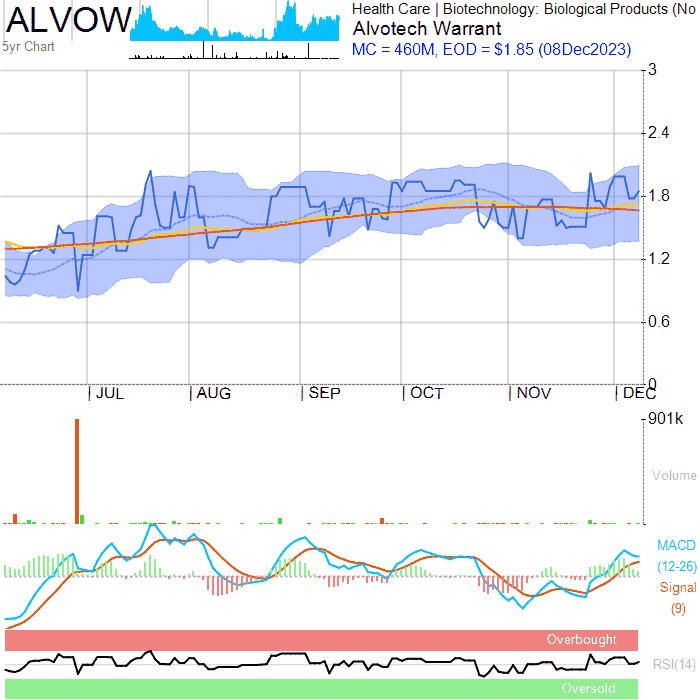 ALVOW
5yr Chart
Health Care | Biotechnology: Biological Products (No
Alvotech Warrant
MC = 460M, EOD = $1.85 (08Dec2023)
3
2.4
1.8
1.2
0.6
0
JUL AUG SEP OCT NOV DEC
901k
Volume
MACD
(12-26)
Signal
(9)
Overbought
RSI(14)
Oversold